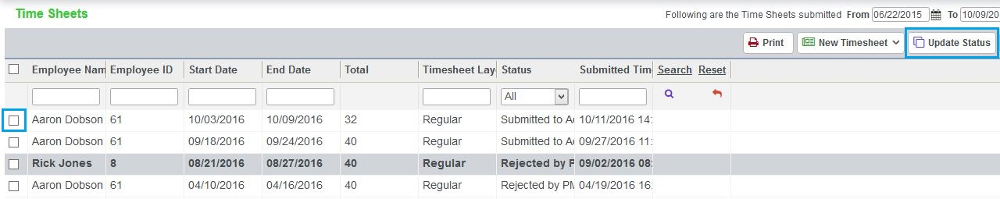 Time Sheets Following are the Time Sheets submitted From 06/22/2015 To 10/09/20
Print New Timesheet Update Status
Employee Nam Employee ID Start Date End Date Total Timesheet Lay Status Submitted Time Search Reset
All
Aaron Dobson 61 10/03/2016 10/09/2016 32 Regular Submitted to Ac 10/11/2016 14:
Aaron Dobson 61 09/18/2016 09/24/2016 40 Regular Submitted to Ac 09/27/2016 11:
Rick Jones 8 08/21/2016 08/27/2016 40 Regular Rejected by P 09/02/2016 08:
Aaron Dobson 61 04/10/2016 04/16/2016 40 Regular Rejected by PM 04/19/2016 16: